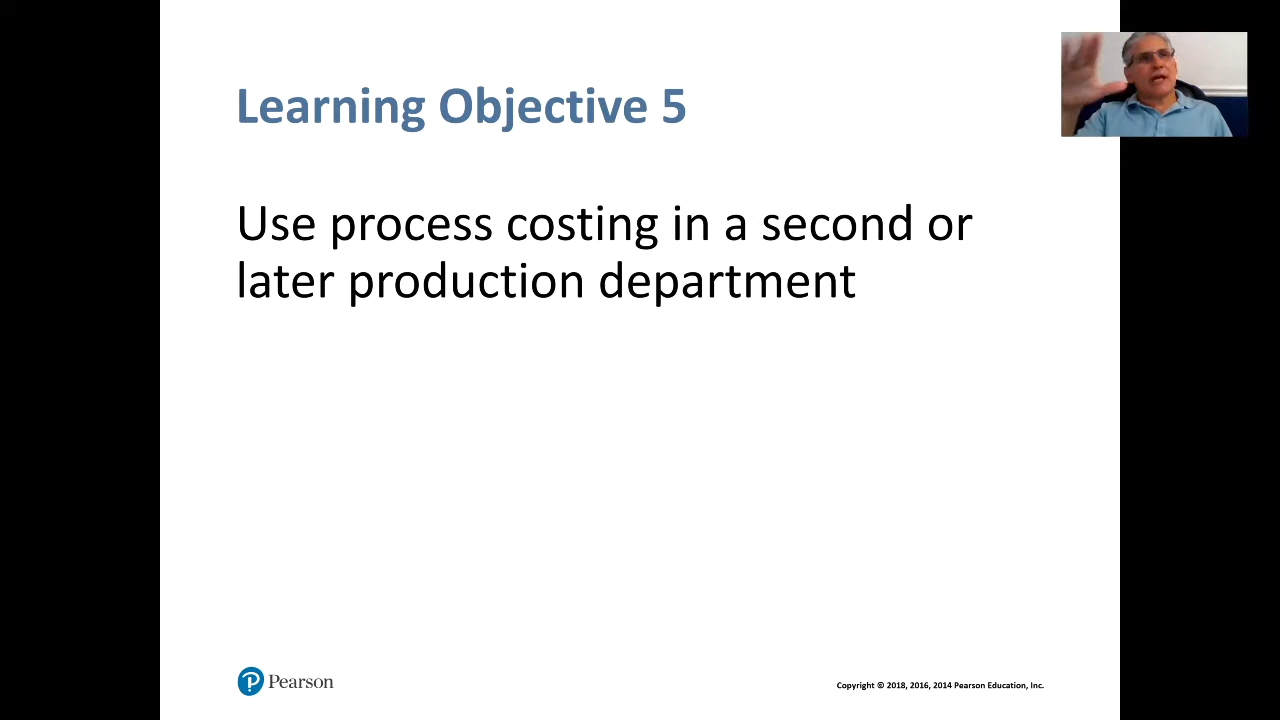 Learning Objective 5
Use process costing in a second or
later production department
Pearson
Copyright © 2018, 2016, 2014 Pearson Education, Inc.